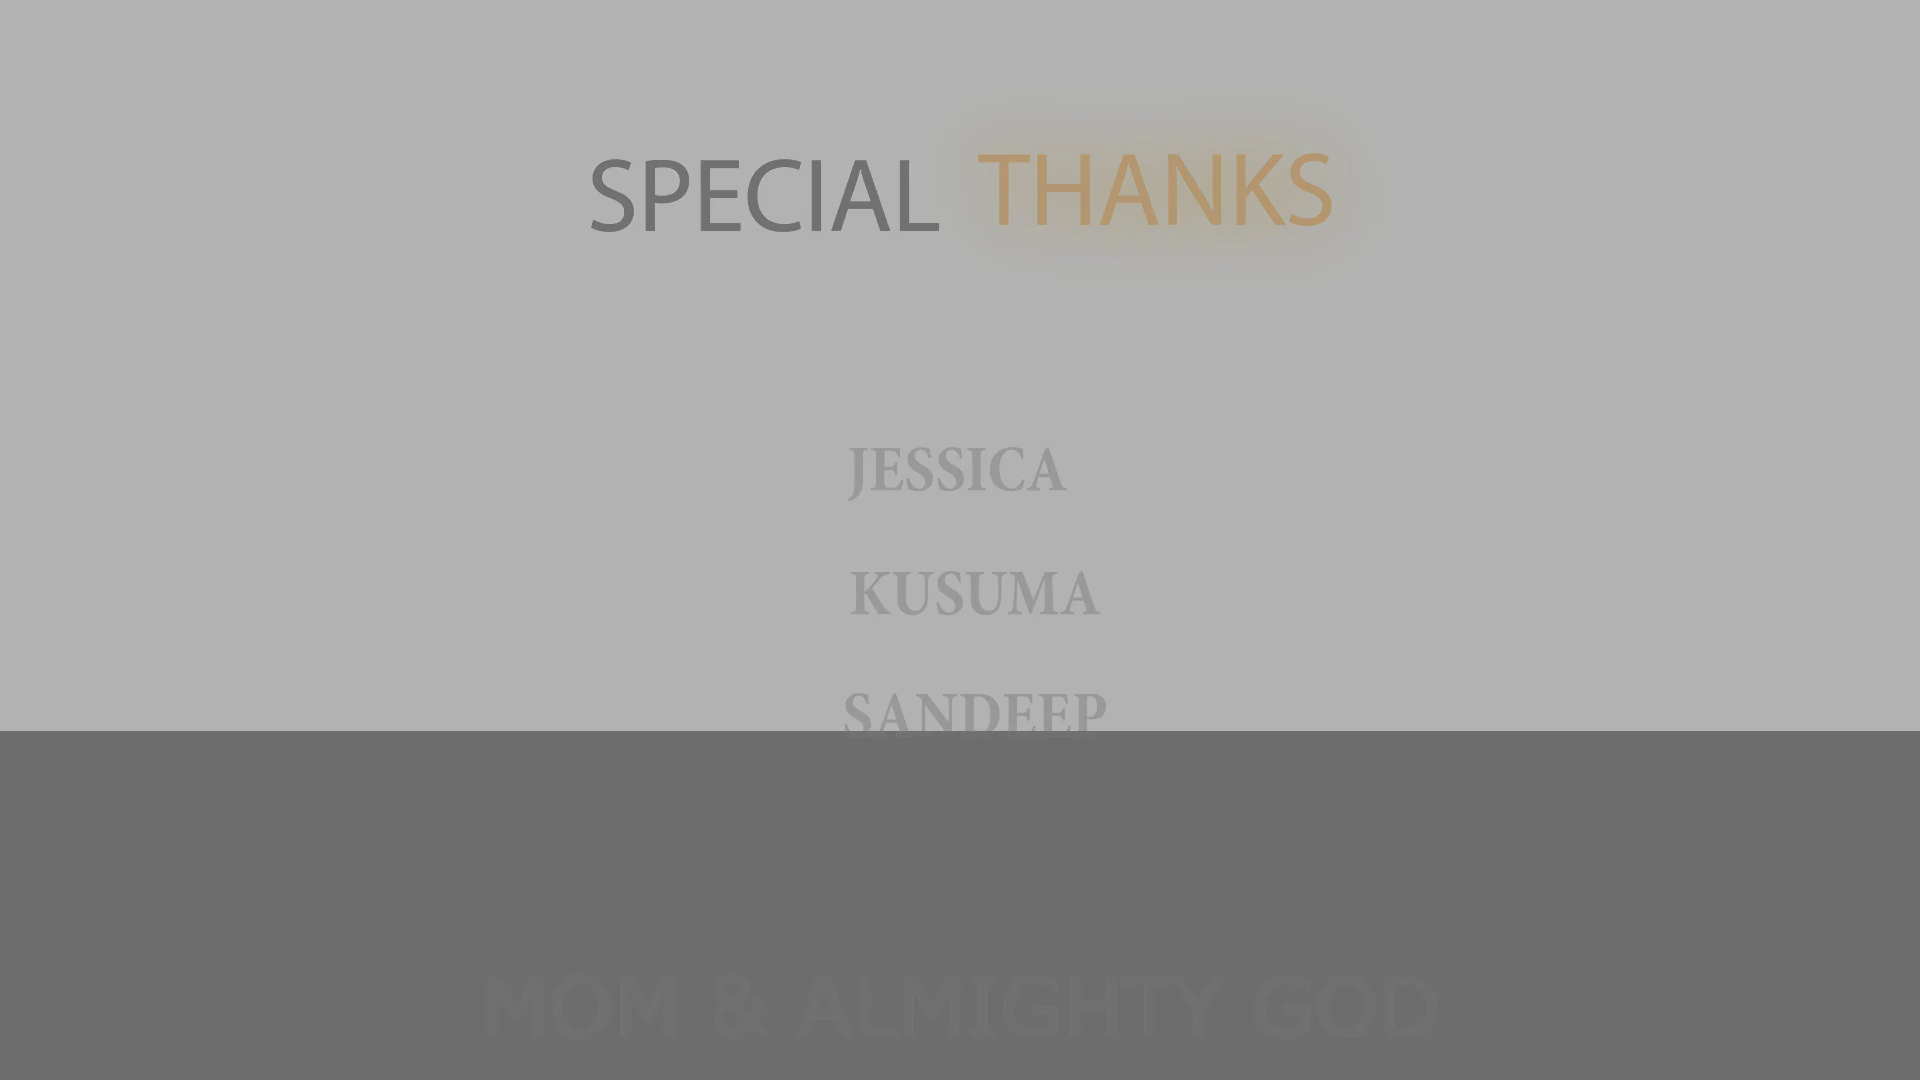 SPECIAL THANKS
JESSICA
KUSUMA
SANDEEP
MOM & ALMIGHTY GOD